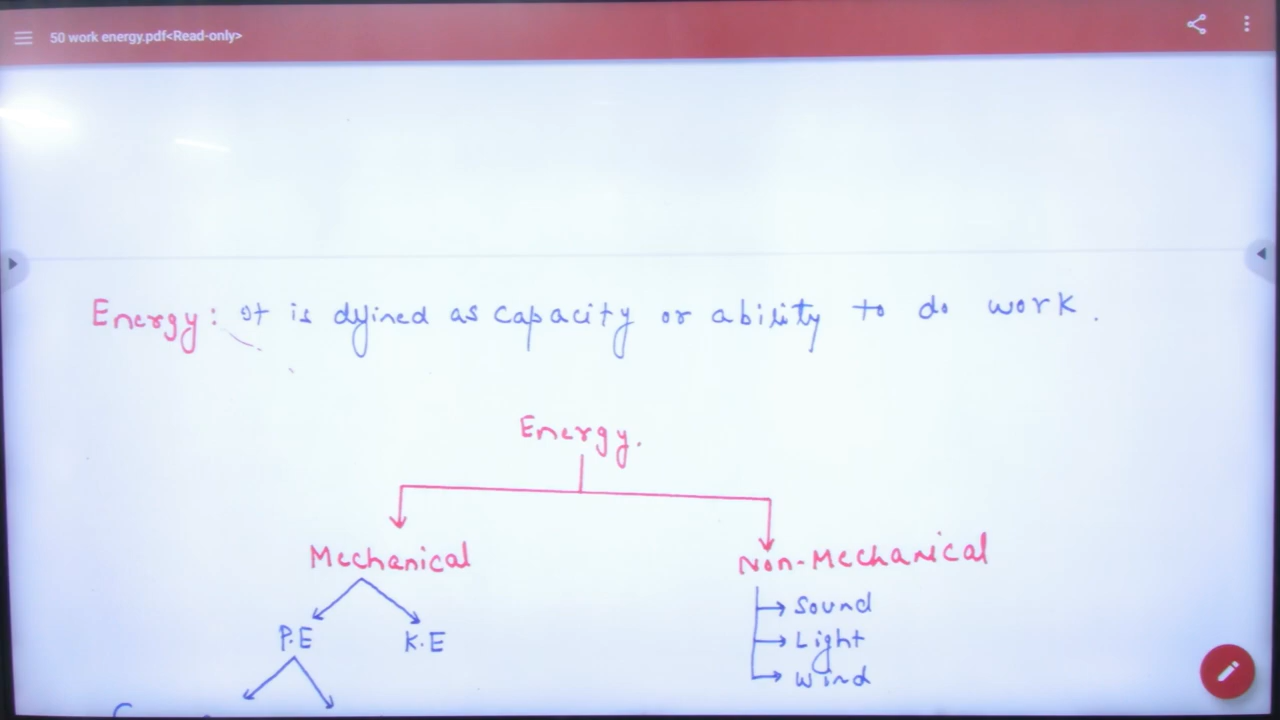 50 work energy.pdf<Read-only>
Energy: It is defined as capacity or ability to do work.
Energy.
Mechanical
Non-Mechanical
Sound
P.E
K.E
Light
Wind